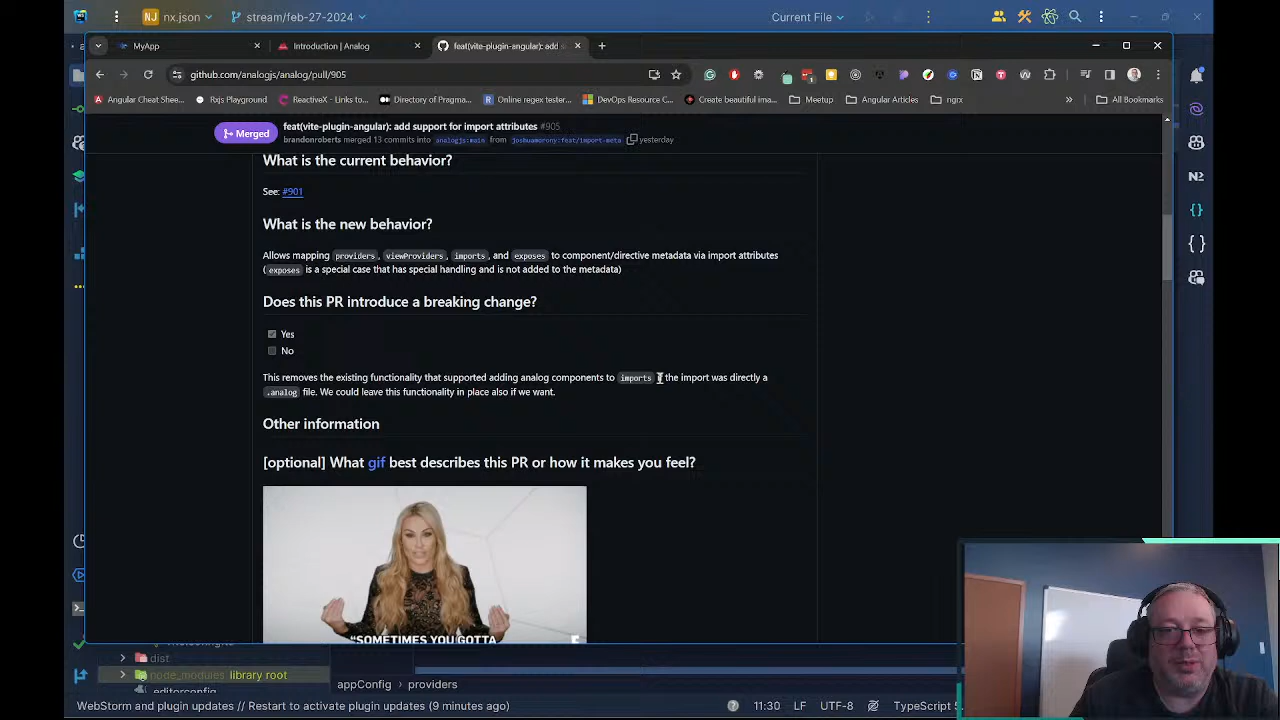 NJ nx.json
stream/feb-27-2024
Current File
MyApp
Introduction | Analog
feat(vite-plugin-angular): add s
github.com/analogjs/analog/pull/905
Angular Cheat Shee...
Rxjs Playground
ReactiveX - Links to...
Directory of Pragma...
Online regex tester...
DevOps Resource C...
Create beautiful ima...
Meetup
Angular Articles
ngrx
»
All Bookmarks
Merged
feat(vite-plugin-angular): add support for import attributes #905
brandonroberts merged 13 commits into analogjs:main from joshuamorony:feat/import-meta yesterday
What is the current behavior?
See: #901
What is the new behavior?
Allows mapping providers, viewProviders, imports, and exposes to component/directive metadata via import attributes
(exposes is a special case that has special handling and is not added to the metadata)
Does this PR introduce a breaking change?
Yes
No
This removes the existing functionality that supported adding analog components to imports if the import was directly a
.analog file. We could leave this functionality in place also if we want.
Other information
[optional] What gif best describes this PR or how it makes you feel?
"SOMETIMES YOU GOTTA
dist
node_modules library root
.editorconfig
appConfig > providers
WebStorm and plugin updates // Restart to activate plugin updates (9 minutes ago)
11:30 LF UTF-8 TypeScript 5.